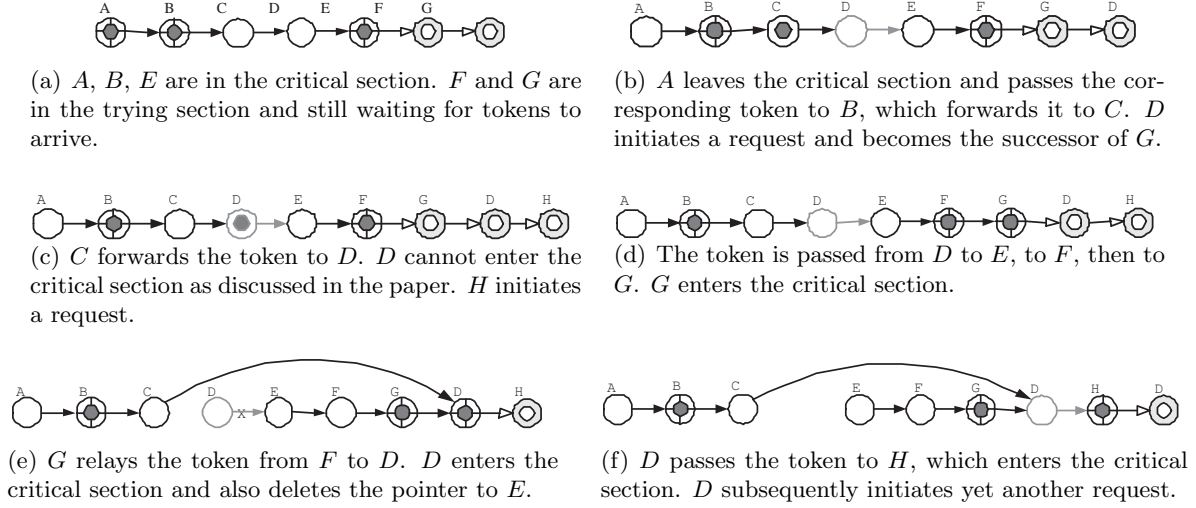 A B C D E F G
A B C D E F G D
(a) A, B, E are in the critical section. F and G are
in the trying section and still waiting for tokens to
arrive.
(b) A leaves the critical section and passes the cor-
responding token to B, which forwards it to C. D
initiates a request and becomes the successor of G.
A B C D E F G D H
A B C D E F G D H
(c) C forwards the token to D. D cannot enter the
critical section as discussed in the paper. H initiates
a request.
(d) The token is passed from D to E, to F, then to
G. G enters the critical section.
A B C D X E F G D H
A B C E F G D H D
(e) G relays the token from F to D. D enters the
critical section and also deletes the pointer to E.
(f) D passes the token to H, which enters the critical
section. D subsequently initiates yet another request.